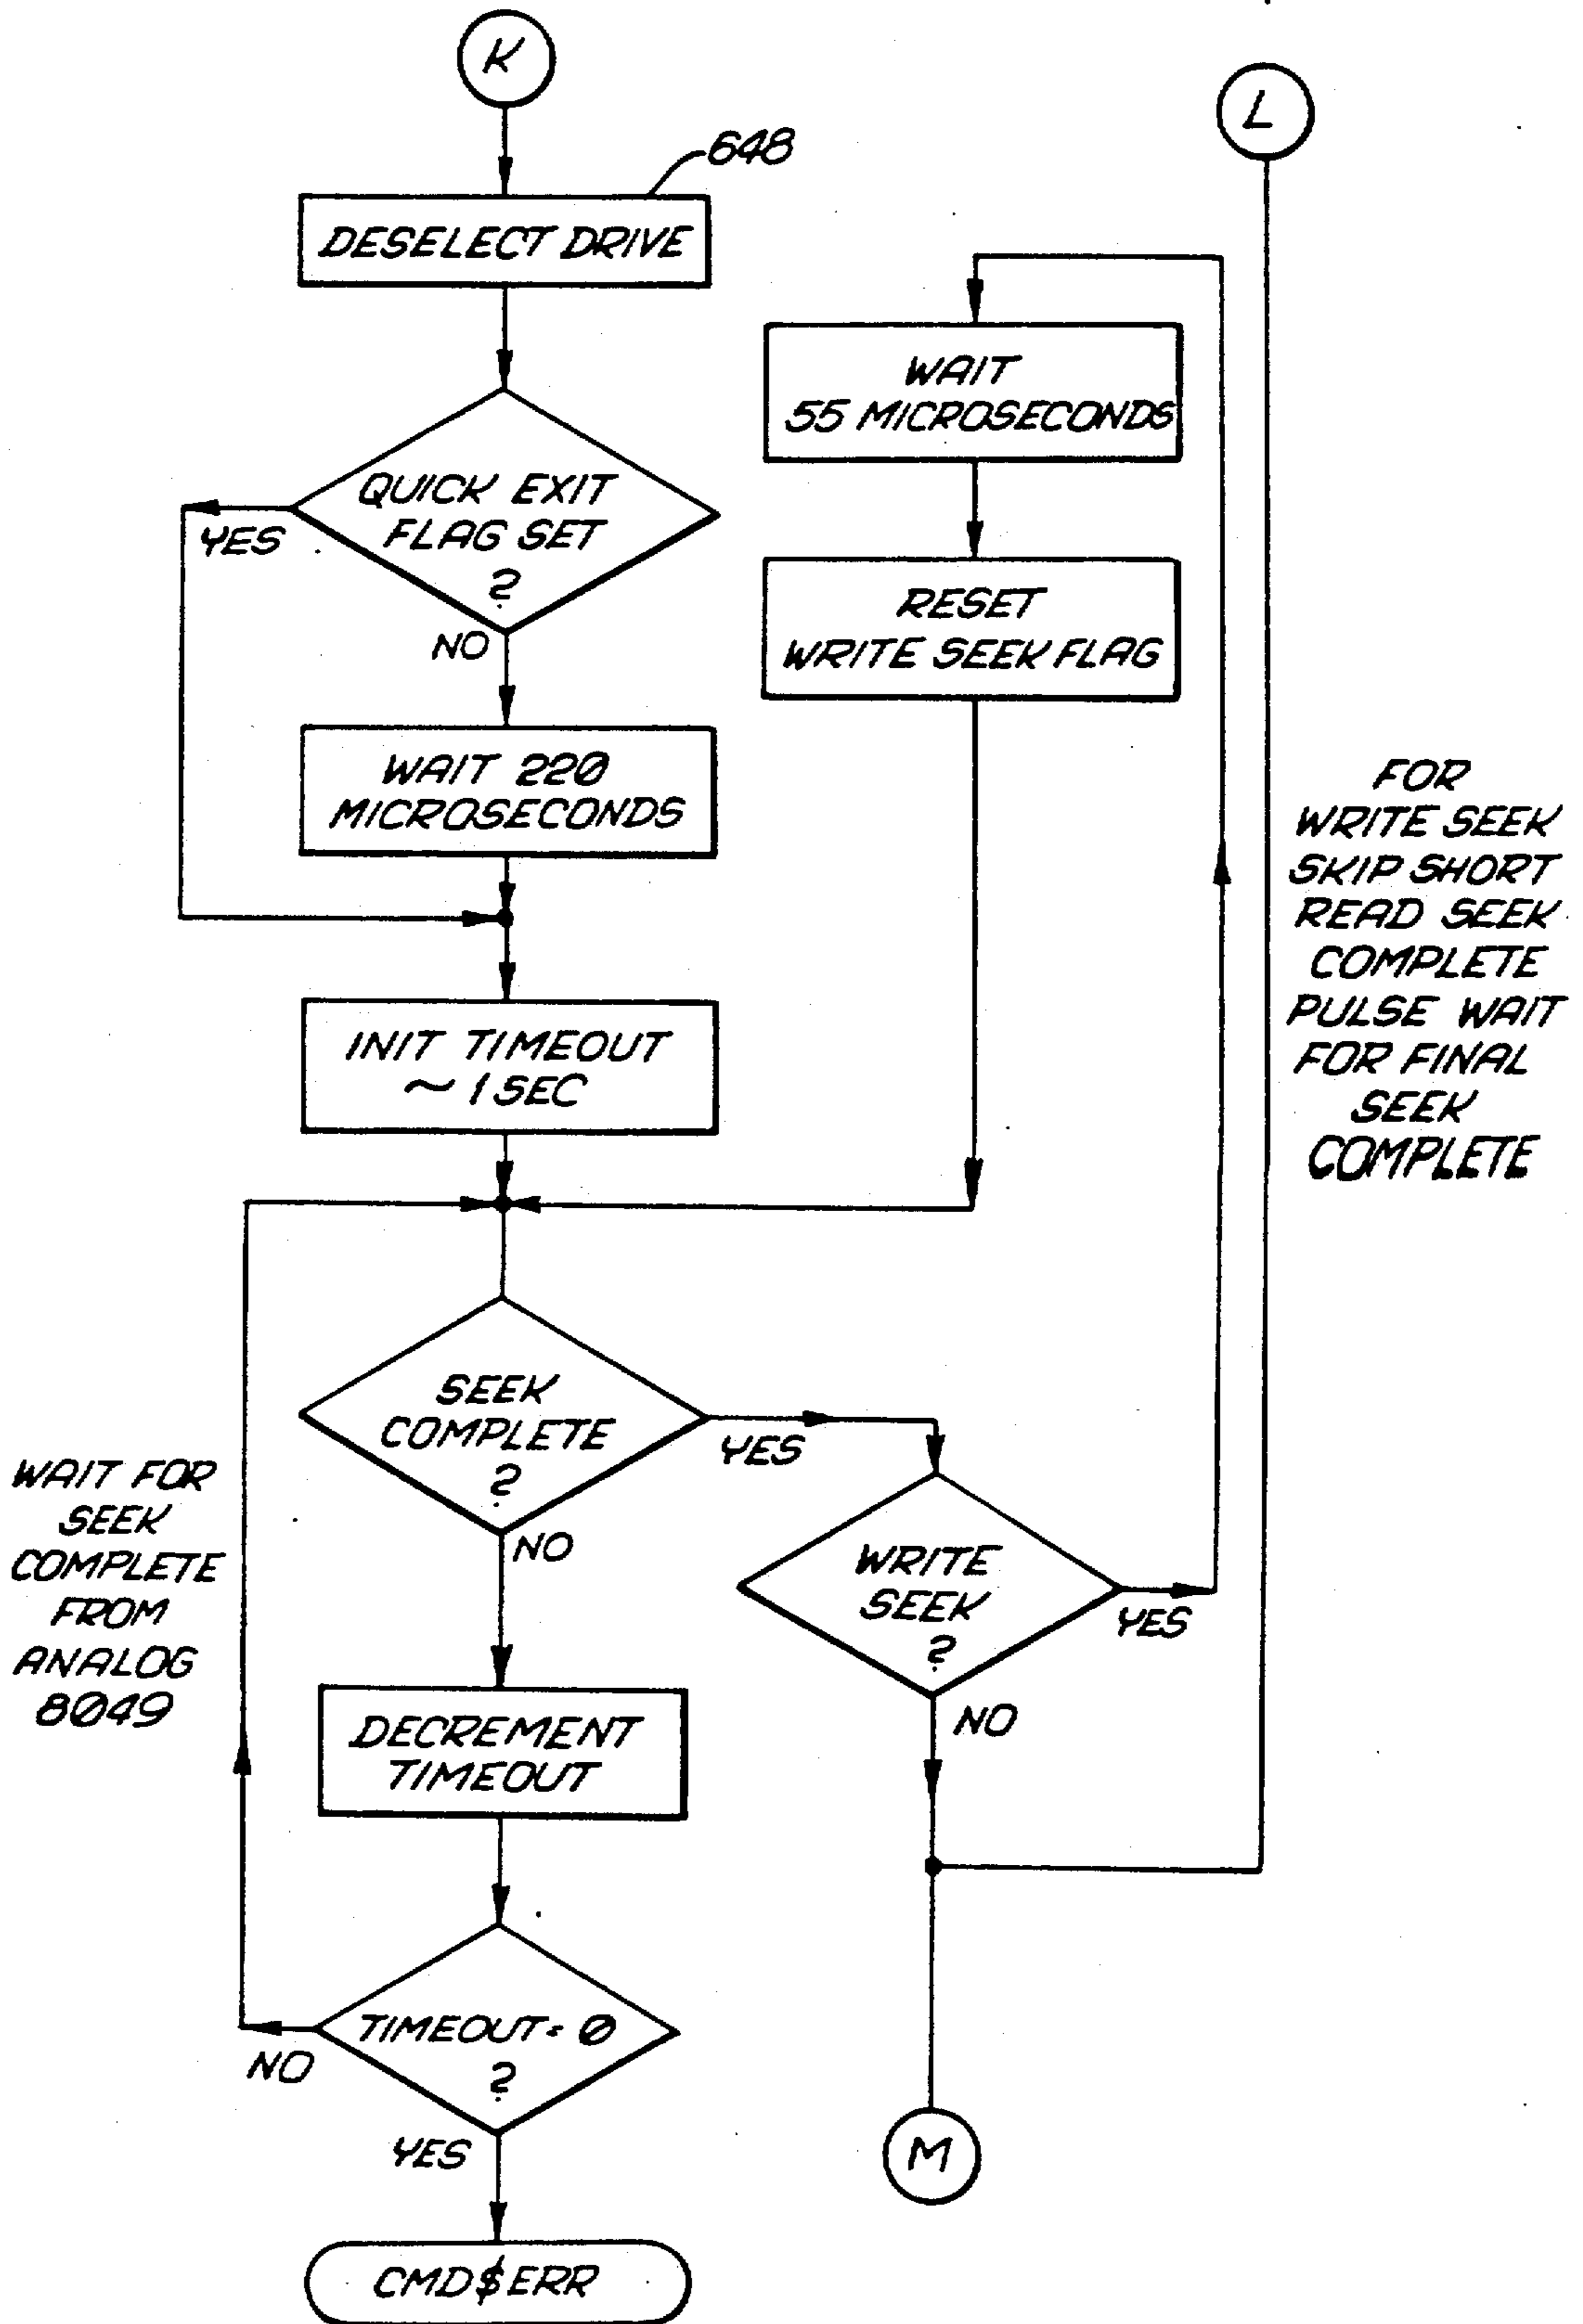 K
L
648
DESELECT DRIVE
WAIT
55 MICROSECONDS
QUICK EXIT
FLAG SET
?
YES
NO
RESET
WRITE SEEK FLAG
WAIT 220
MICROSECONDS
FOR
WRITE SEEK
SKIP SHORT
READ SEEK
COMPLETE
PULSE WAIT
FOR FINAL
SEEK
COMPLETE
INIT TIMEOUT
~ 1 SEC
SEEK
COMPLETE
?
YES
NO
WAIT FOR
SEEK
COMPLETE
FROM
ANALOG
8049
WRITE
SEEK
?
YES
NO
DECREMENT
TIMEOUT
TIMEOUT = 0
?
NO
YES
M
CMD$ERR